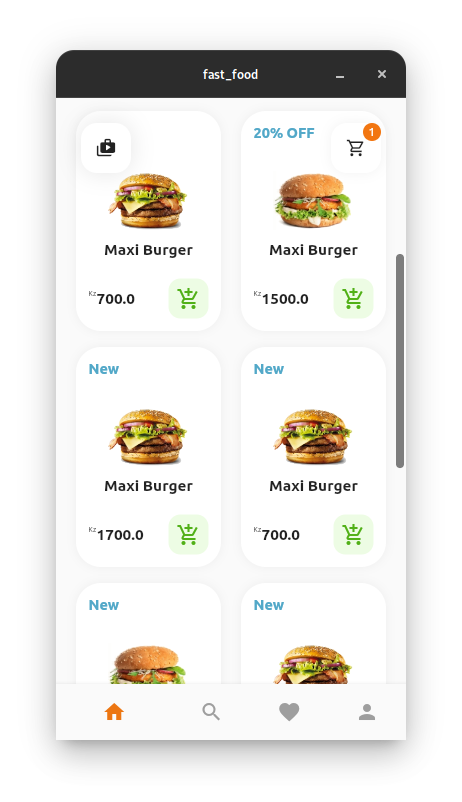 fast_food
20% OFF
1
Maxi Burger
Maxi Burger
Kz700.0
Kz1500.0
New
New
Maxi Burger
Maxi Burger
Kz1700.0
Kz700.0
New
New